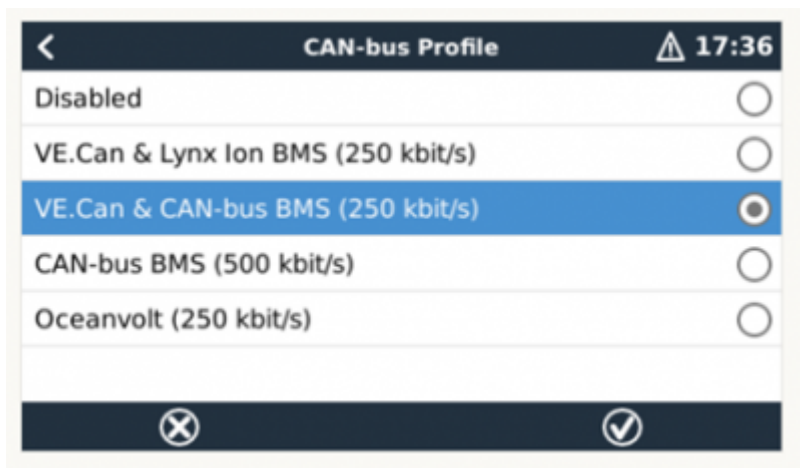 CAN-bus Profile 17:36
Disabled
VE.Can & Lynx Ion BMS (250 kbit/s)
VE.Can & CAN-bus BMS (250 kbit/s)
CAN-bus BMS (500 kbit/s)
Oceanvolt (250 kbit/s)